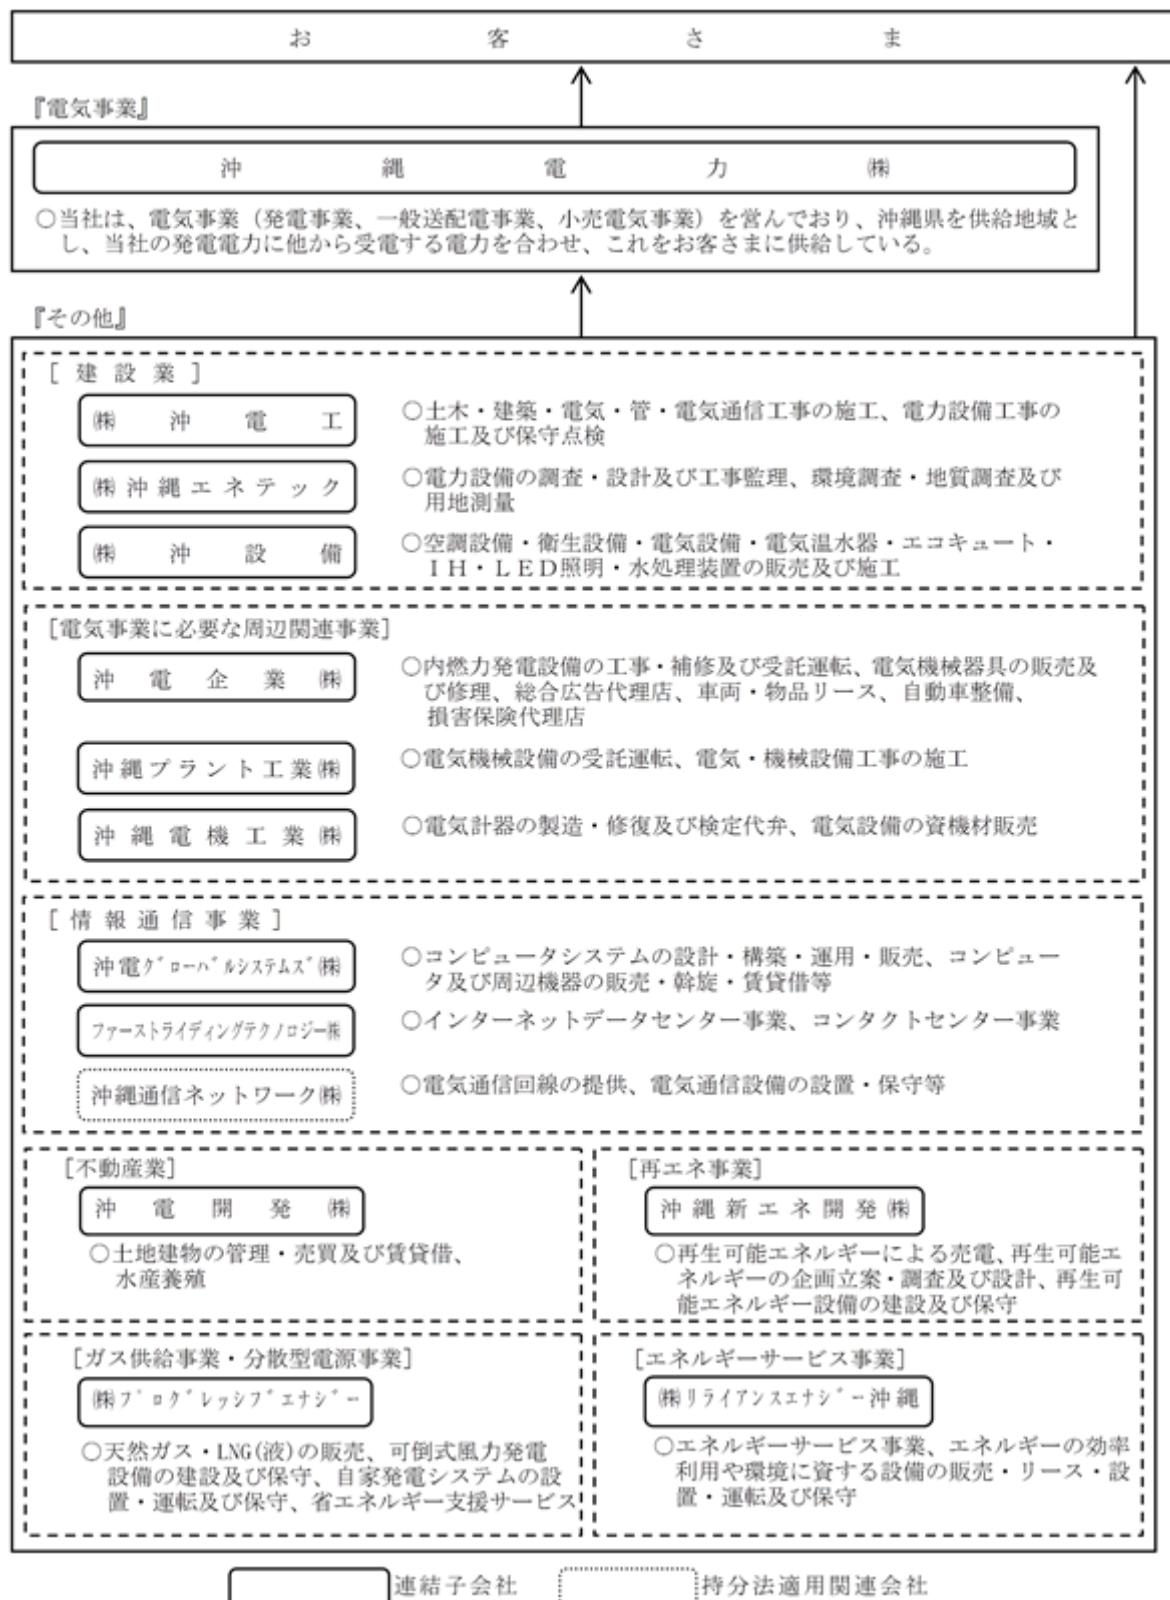 お客さま
『電気事業』
沖縄電力㈱
○当社は、電気事業（発電事業、一般送配電事業、小売電気事業）を営んでおり、沖縄県を供給地域と
し、当社の発電電力に他から受電する電力を合わせ、これをお客さまに供給している。
『その他』
[建設業]
㈱沖電工
○土木・建築・電気・管・電気通信工事の施工、電力設備工事の
施工及び保守点検
㈱沖縄エネテック
○電力設備の調査・設計及び工事監理、環境調査・地質調査及び
用地測量
㈱沖設備
○空調設備・衛生設備・電気設備・電気温水器・エコキュート・
ＩＨ・ＬＥＤ照明・水処理装置の販売及び施工
[電気事業に必要な周辺関連事業]
沖電企業㈱
○内燃力発電設備の工事・補修及び受託運転、電気機械器具の販売及
び修理、総合広告代理店、車両・物品リース、自動車整備、
損害保険代理店
沖縄プラント工業㈱
○電気機械設備の受託運転、電気・機械設備工事の施工
沖縄電機工業㈱
○電気計器の製造・修復及び検定代弁、電気設備の資機材販売
[情報通信事業]
沖電ｸﾞﾛｰﾊﾞﾙｼｽﾃﾑｽﾞ㈱
○コンピュータシステムの設計・構築・運用・販売、コンピュー
タ及び周辺機器の販売・斡旋・賃貸借等
ファーストライディングテクノロジー㈱
○インターネットデータセンター事業、コンタクトセンター事業
沖縄通信ネットワーク㈱
○電気通信回線の提供、電気通信設備の設置・保守等
[不動産業]
沖電開発㈱
○土地建物の管理・売買及び賃貸借、
水産養殖
[再エネ事業]
沖縄新エネ開発㈱
○再生可能エネルギーによる売電、再生可能エ
ネルギーの企画立案・調査及び設計、再生可
能エネルギー設備の建設及び保守
[ガス供給事業・分散型電源事業]
㈱ﾌﾟﾛｸﾞﾚｯｼﾌﾞｴﾅｼﾞｰ
○天然ガス・LNG(液)の販売、可倒式風力発電
設備の建設及び保守、自家発電システムの設
置・運転及び保守、省エネルギー支援サービス
[エネルギーサービス事業]
㈱ﾘﾗｲｱﾝｽｴﾅｼﾞｰ沖縄
○エネルギーサービス事業、エネルギーの効率
利用や環境に資する設備の販売・リース・設
置・運転及び保守
連結子会社
持分法適用関連会社